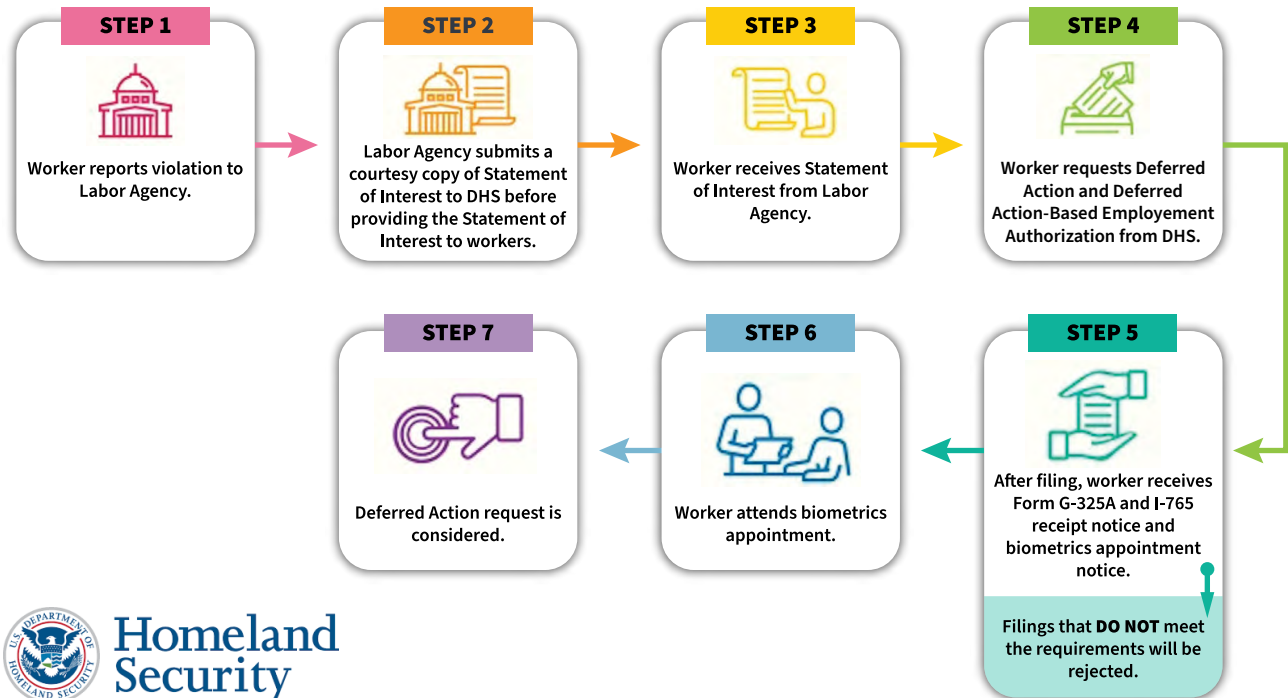 STEP 1
Worker reports violation to
Labor Agency.
STEP 2
Labor Agency submits a
courtesy copy of Statement
of Interest to DHS before
providing the Statement of
Interest to workers.
STEP 3
Worker receives Statement
of Interest from Labor
Agency.
STEP 4
Worker requests Deferred
Action and Deferred
Action-Based Employement
Authorization from DHS.
STEP 5
After filing, worker receives
Form G-325A and I-765
receipt notice and
biometrics appointment
notice.
Filings that DO NOT meet
the requirements will be
rejected.
STEP 6
Worker attends biometrics
appointment.
STEP 7
Deferred Action request is
considered.
U.S. DEPARTMENT OF
HOMELAND SECURITY
Homeland
Security